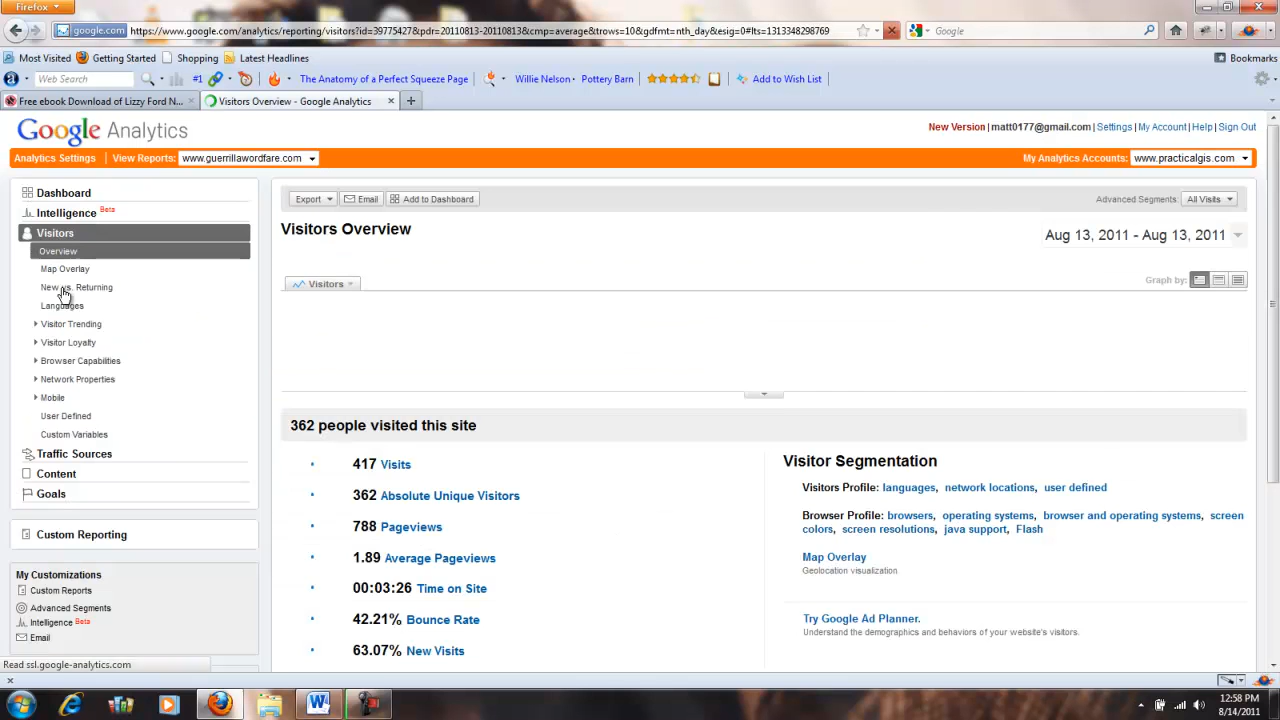 Firefox
google.com https://www.google.com/analytics/reporting/visitors?id=39775427&pdr=20110813-20110813&cmp=average&trows=10&gdfmt=nth_day&esig=0#lts=1313348298769 Google
Most Visited Getting Started Shopping Latest Headlines Bookmarks
Web Search #1 The Anatomy of a Perfect Squeeze Page Willie Nelson Pottery Barn Add to Wish List
Free ebook Download of Lizzy Ford N... Visitors Overview - Google Analytics
Google Analytics
New Version | matt0177@gmail.com | Settings | My Account | Help | Sign Out
Analytics Settings | View Reports: www.guerrillawordfare.com My Analytics Accounts: www.practicalgis.com
Dashboard
Intelligence Beta
Visitors
Overview
Map Overlay
New vs. Returning
Languages
Visitor Trending
Visitor Loyalty
Browser Capabilities
Network Properties
Mobile
User Defined
Custom Variables
Traffic Sources
Content
Goals
Custom Reporting
My Customizations
Custom Reports
Advanced Segments
Intelligence Beta
Email
Export Email Add to Dashboard Advanced Segments: All Visits
Visitors Overview
Aug 13, 2011 - Aug 13, 2011
Visitors Graph by:
362 people visited this site
417 Visits
362 Absolute Unique Visitors
788 Pageviews
1.89 Average Pageviews
00:03:26 Time on Site
42.21% Bounce Rate
63.07% New Visits
Visitor Segmentation
Visitors Profile: languages, network locations, user defined
Browser Profile: browsers, operating systems, browser and operating systems, screen
colors, screen resolutions, java support, Flash
Map Overlay
Geolocation visualization
Try Google Ad Planner.
Understand the demographics and behaviors of your website's visitors.
Read ssl.google-analytics.com
12:58 PM
8/14/2011